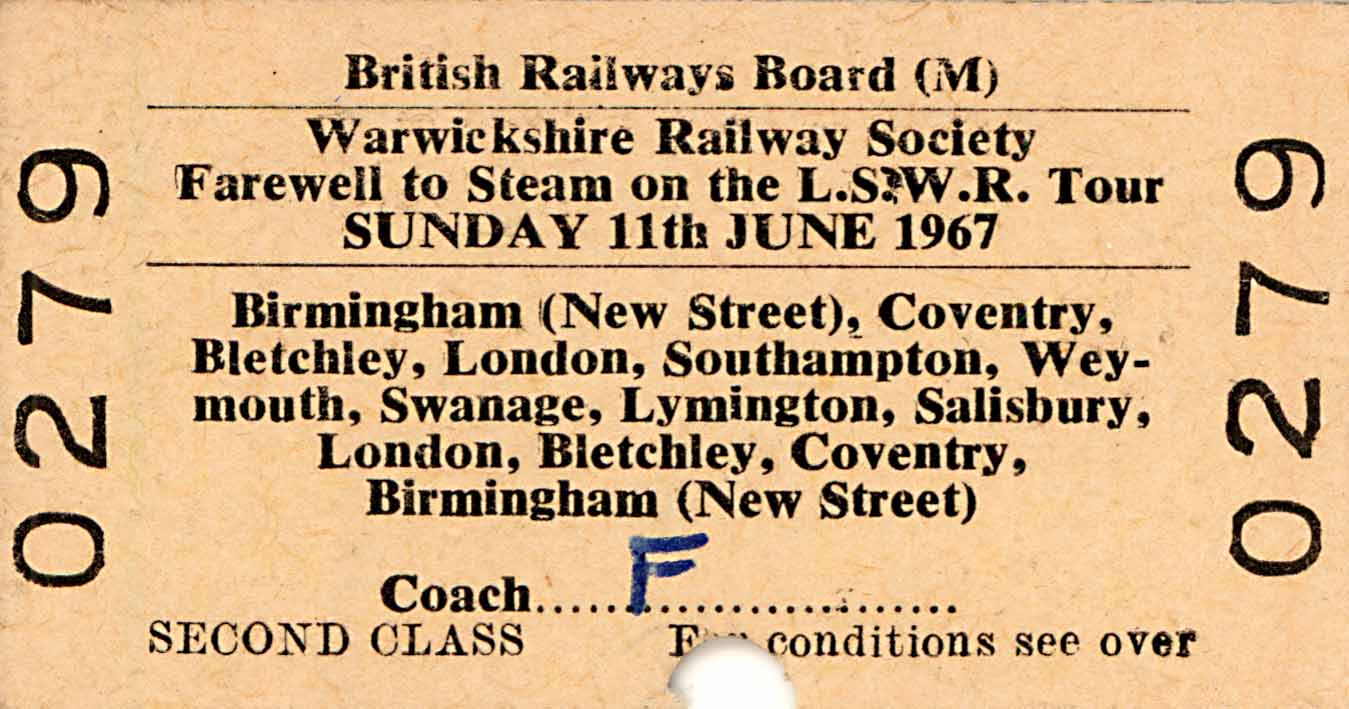 British Railways Board (M)
Warwickshire Railway Society
Farewell to Steam on the L.S.W.R. Tour
SUNDAY 11th JUNE 1967
Birmingham (New Street), Coventry,
Bletchley, London, Southampton, Wey-
mouth, Swanage, Lymington, Salisbury,
London, Bletchley, Coventry,
Birmingham (New Street)
Coach..........F..........
SECOND CLASS For conditions see over
0279
0279